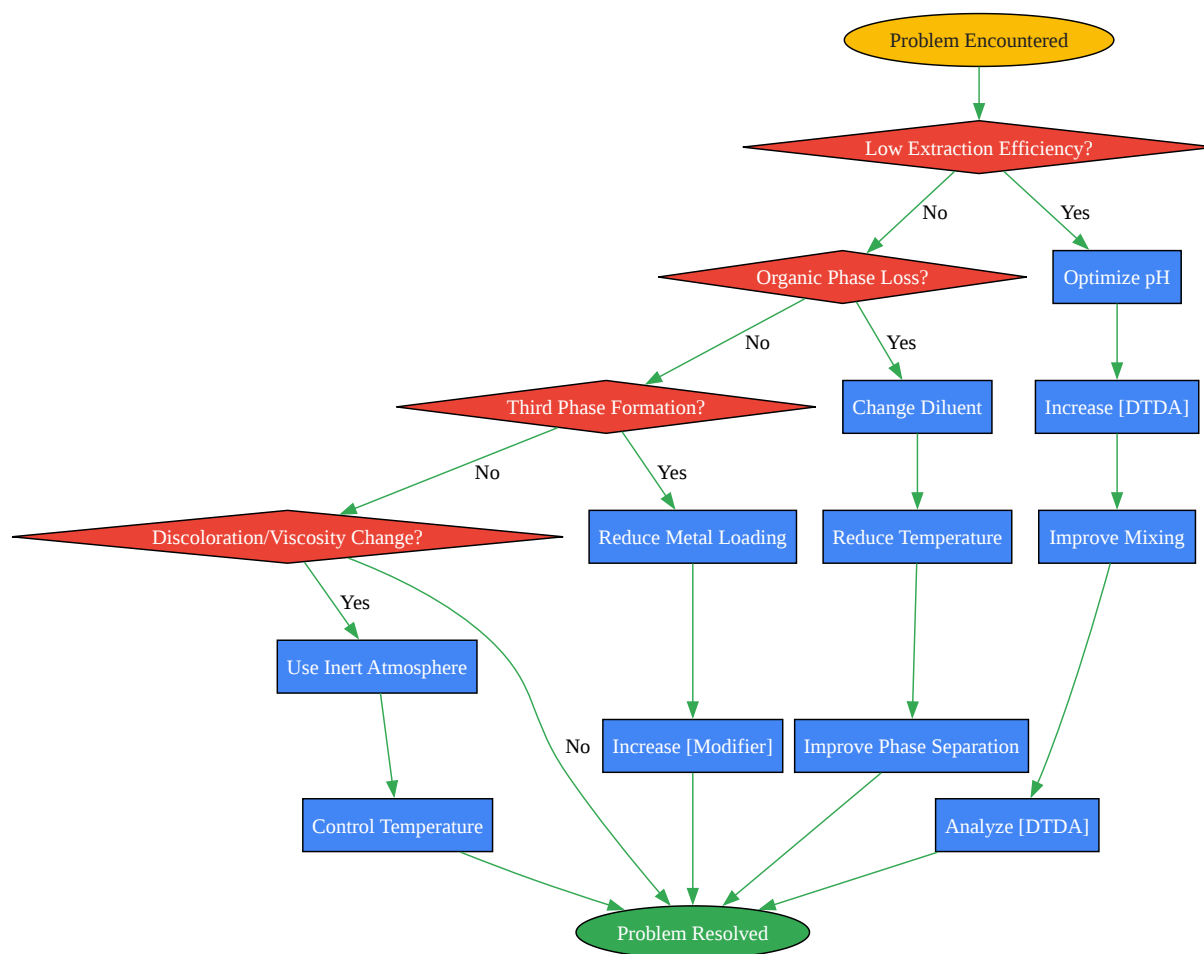 Problem Encountered
Low Extraction Efficiency?
No
Yes
Organic Phase Loss?
Optimize pH
No
Yes
Third Phase Formation?
Change Diluent
Increase [DTDA]
No
Yes
Discoloration/Viscosity Change?
Reduce Metal Loading
Reduce Temperature
Improve Mixing
Yes
Use Inert Atmosphere
No
Increase [Modifier]
Improve Phase Separation
Control Temperature
Analyze [DTDA]
Problem Resolved